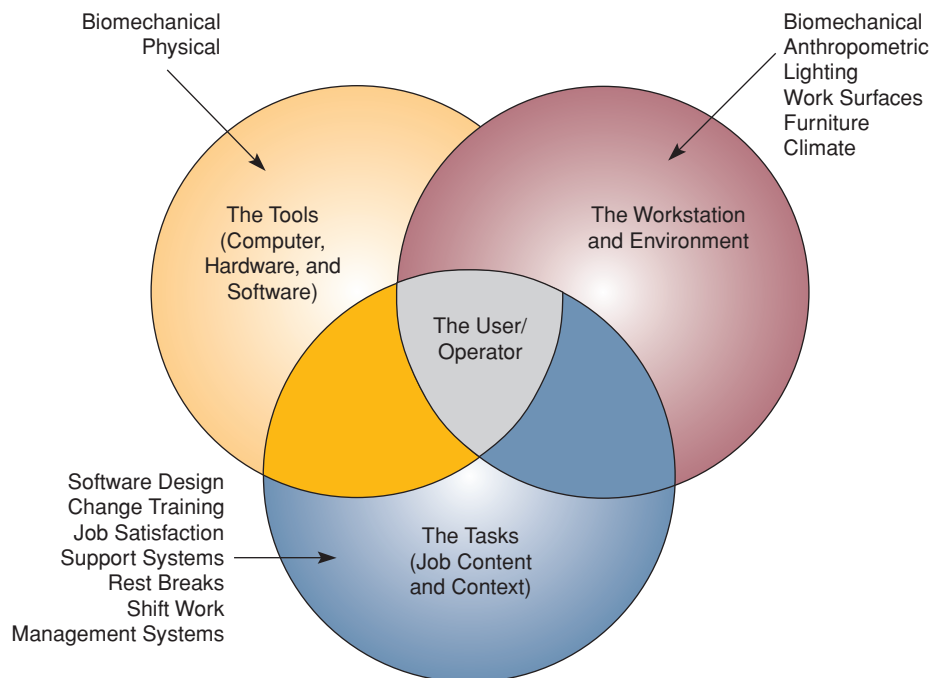 Biomechanical
Physical
Biomechanical
Anthropometric
Lighting
Work Surfaces
Furniture
Climate
The Tools
(Computer,
Hardware, and
Software)
The Workstation
and Environment
The User/
Operator
Software Design
Change Training
Job Satisfaction
Support Systems
Rest Breaks
Shift Work
Management Systems
The Tasks
(Job Content
and Context)